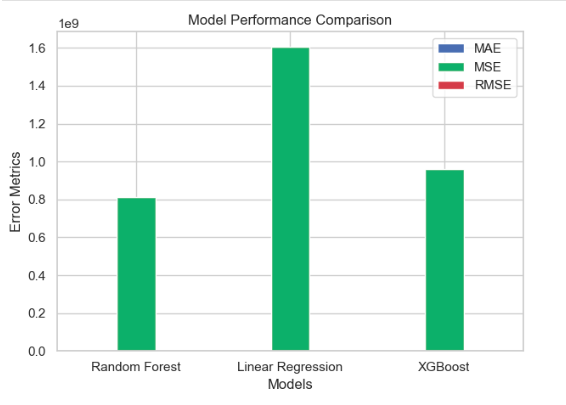 Model Performance Comparison
1e9
1.6
1.4
1.2
1.0
0.8
0.6
0.4
0.2
0.0
Error Metrics
MAE
MSE
RMSE
Random Forest
Linear Regression
XGBoost
Models